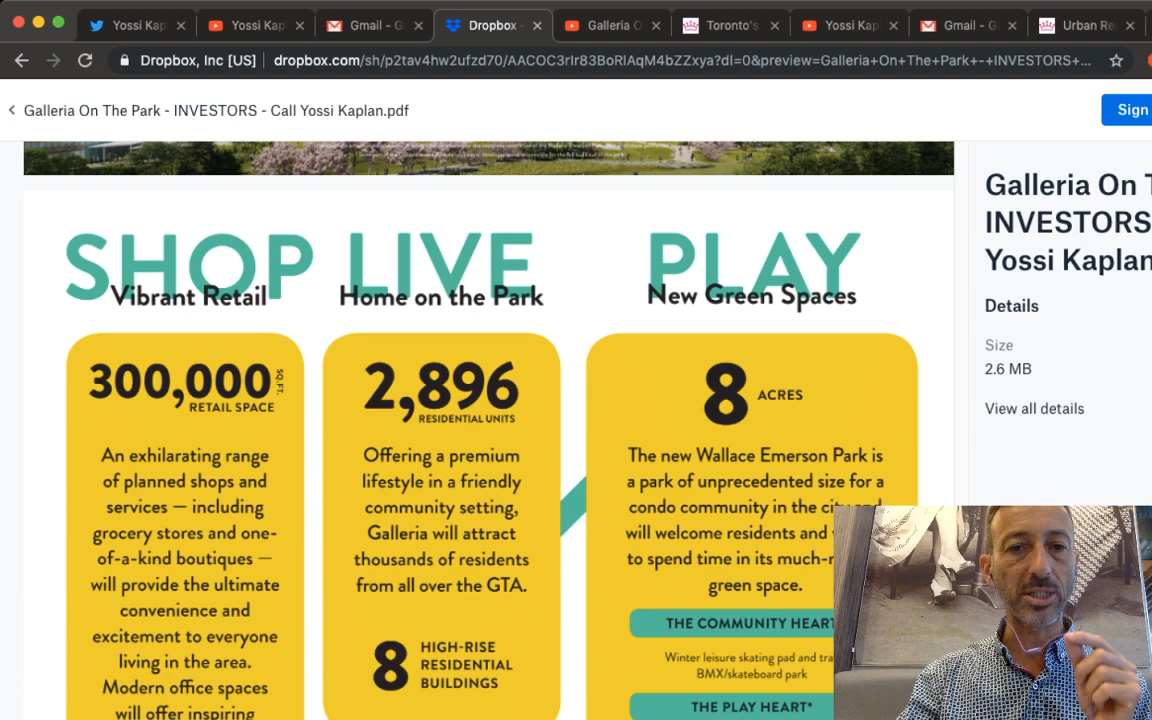 Yossi Kap
Yossi Kap
Gmail - G
Dropbox -
Galleria O
Toronto's
Yossi Kap
Gmail - G
Urban Re
Dropbox, Inc [US]
dropbox.com/sh/p2tav4hw2ufzd70/AACOC3rIr83BoRlAqM4bZZxya?dl=0&preview=Galleria+On+The+Park+-+INVESTORS+...
Galleria On The Park - INVESTORS - Call Yossi Kaplan.pdf
Sign
SHOP
Vibrant Retail
300,000
SQ.FT.
RETAIL SPACE
An exhilarating range
of planned shops and
services — including
grocery stores and one-
of-a-kind boutiques —
will provide the ultimate
convenience and
excitement to everyone
living in the area.
Modern office spaces
will offer inspiring
LIVE
Home on the Park
2,896
RESIDENTIAL UNITS
Offering a premium
lifestyle in a friendly
community setting,
Galleria will attract
thousands of residents
from all over the GTA.
8
HIGH-RISE
RESIDENTIAL
BUILDINGS
PLAY
New Green Spaces
8
ACRES
The new Wallace Emerson Park is
a park of unprecedented size for a
condo community in the city
will welcome residents and
to spend time in its much-
green space.
THE COMMUNITY HEART
Winter leisure skating pad and
BMX/skateboard park
THE PLAY HEART*
Galleria On T
INVESTORS
Yossi Kaplan
Details
Size
2.6 MB
View all details